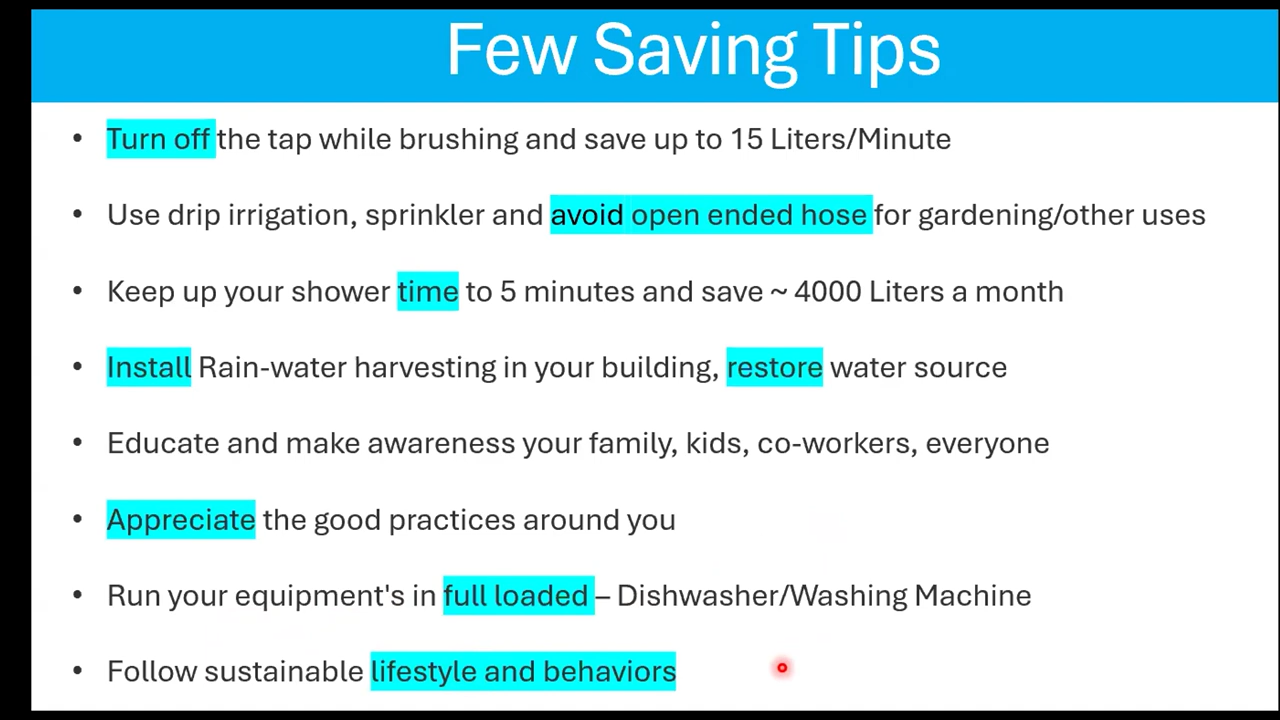 Few Saving Tips
• Turn off the tap while brushing and save up to 15 Liters/Minute
• Use drip irrigation, sprinkler and avoid open ended hose for gardening/other uses
• Keep up your shower time to 5 minutes and save ~ 4000 Liters a month
• Install Rain-water harvesting in your building, restore water source
• Educate and make awareness your family, kids, co-workers, everyone
• Appreciate the good practices around you
• Run your equipment's in full loaded – Dishwasher/Washing Machine
• Follow sustainable lifestyle and behaviors